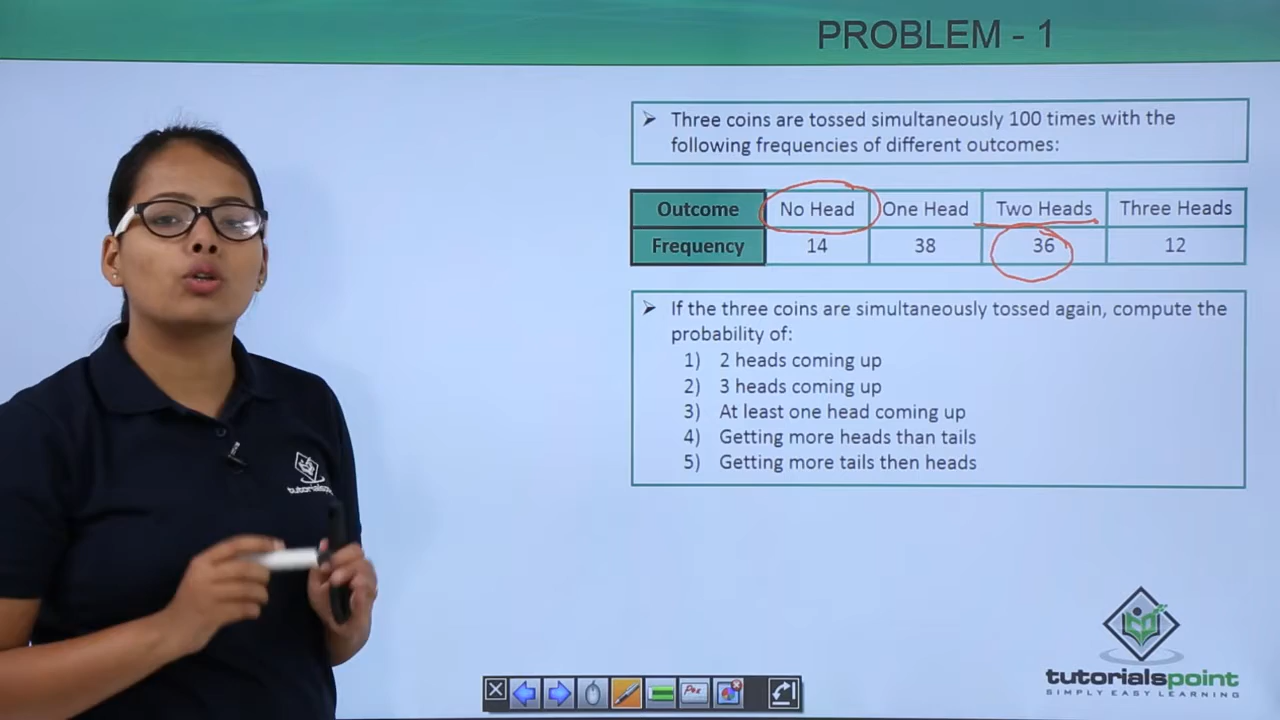 PROBLEM - 1
Three coins are tossed simultaneously 100 times with the
following frequencies of different outcomes:
Outcome No Head One Head Two Heads Three Heads
Frequency 14 38 36 12
If the three coins are simultaneously tossed again, compute the
probability of:
1) 2 heads coming up
2) 3 heads coming up
3) At least one head coming up
4) Getting more heads than tails
5) Getting more tails then heads
tutorialspoint
SIMPLY EASY LEARNING